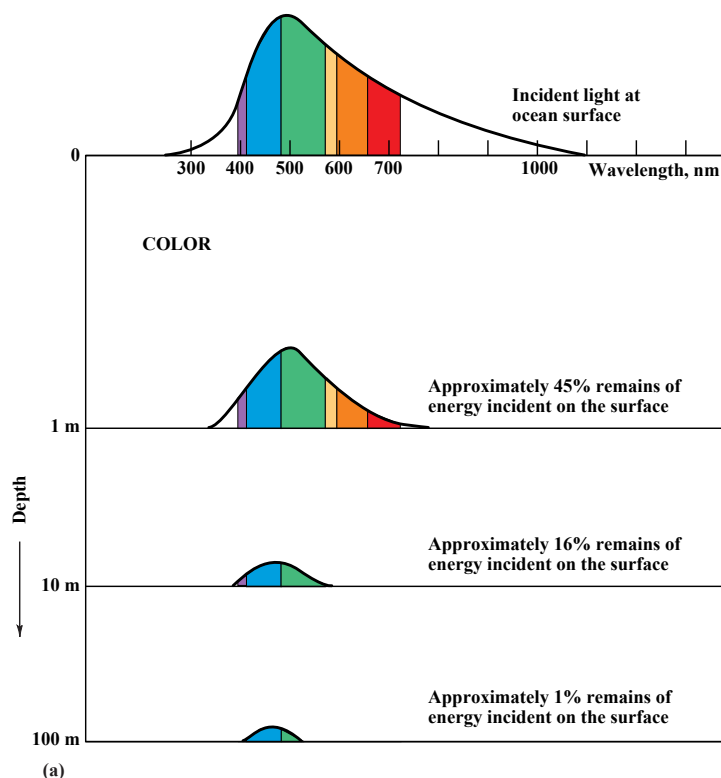 Incident light at
ocean surface
0
300 400 500 600 700 1000 Wavelength, nm
COLOR
Approximately 45% remains of
energy incident on the surface
1 m
Depth
Approximately 16% remains of
energy incident on the surface
10 m
Approximately 1% remains of
energy incident on the surface
100 m
(a)